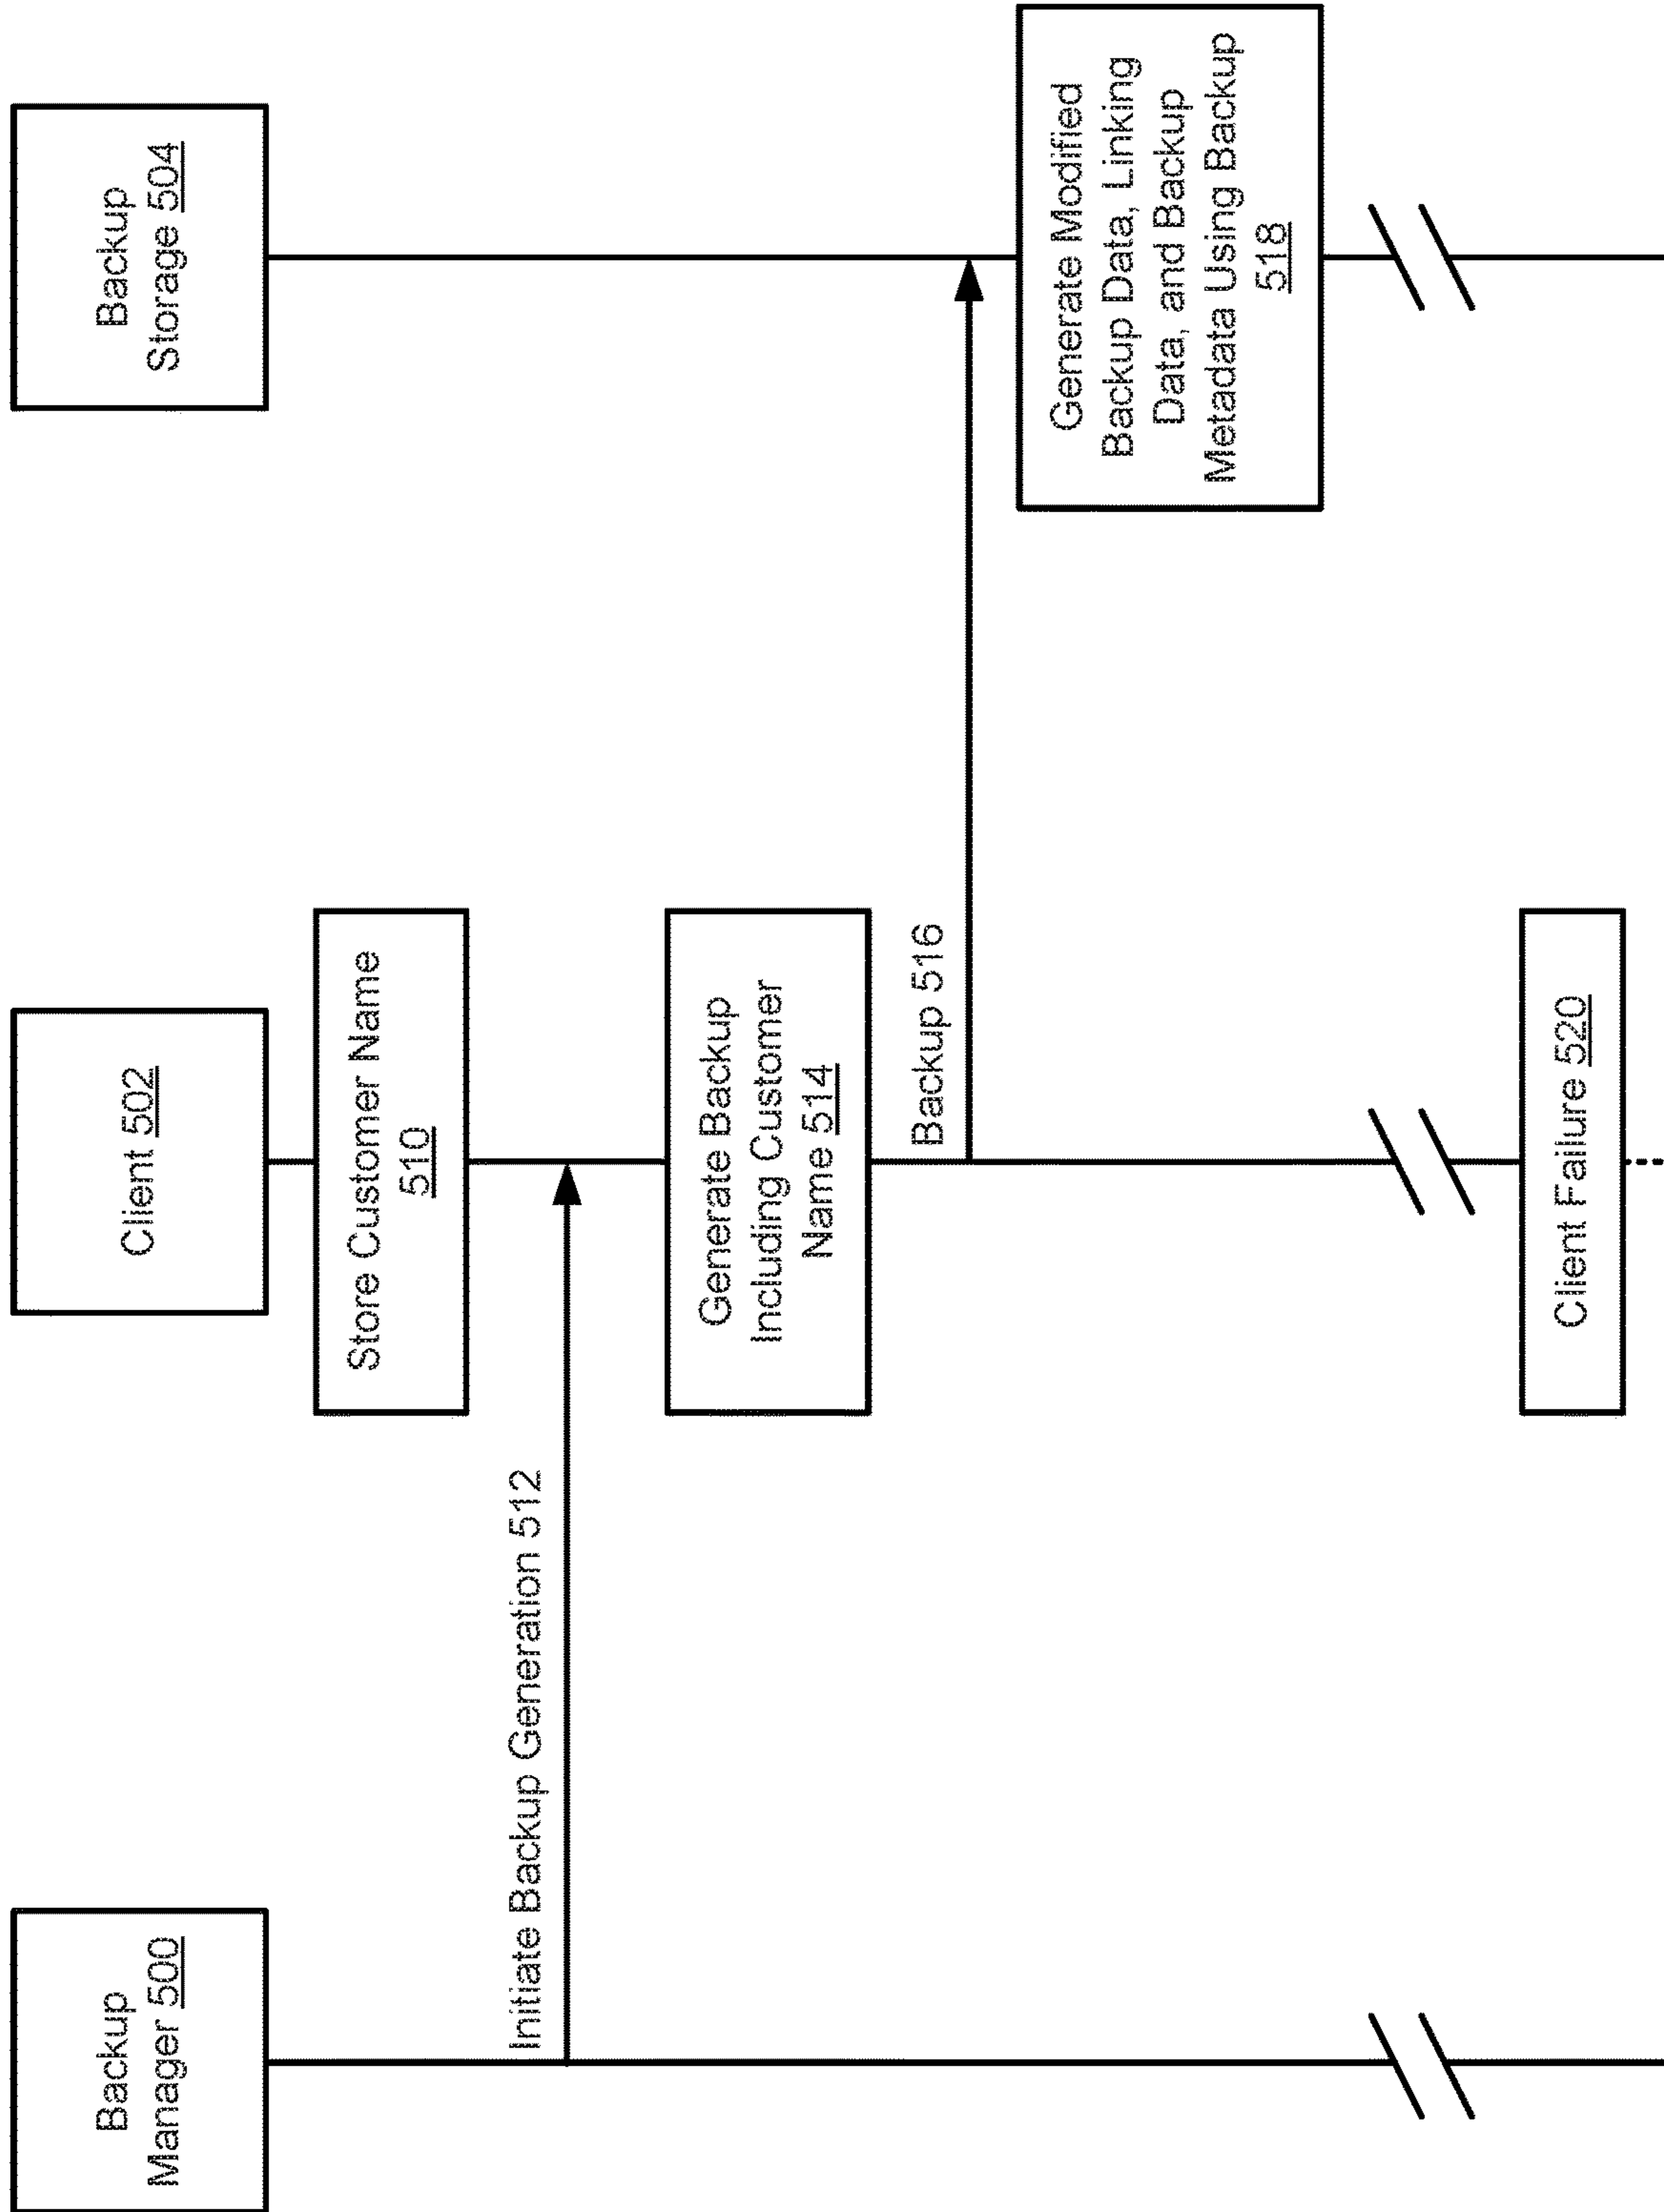 Backup
Manager 500
Client 502
Backup
Storage 504
Store Customer Name
510
Initiate Backup Generation 512
Generate Backup
Including Customer
Name 514
Backup 516
Generate Modified
Backup Data, Linking
Data, and Backup
Metadata Using Backup
518
Client Failure 520